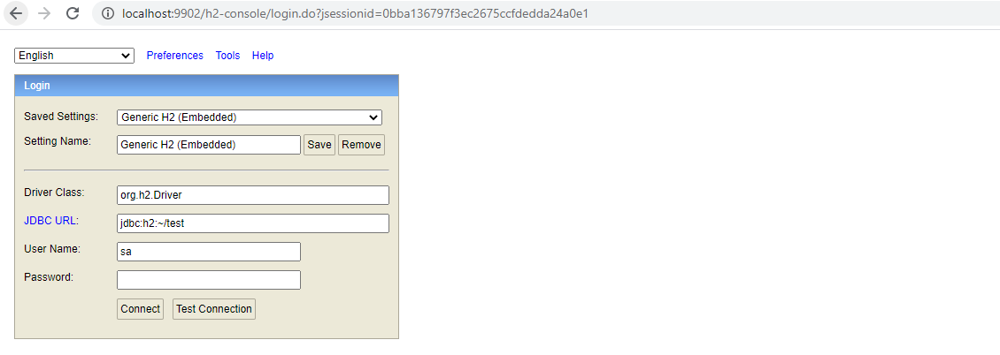 localhost:9902/h2-console/login.do?jsessionid=0bba136797f3ec2675ccfdedda24a0e1
English Preferences Tools Help
Login
Saved Settings: Generic H2 (Embedded)
Setting Name: Generic H2 (Embedded) Save Remove
Driver Class: org.h2.Driver
JDBC URL: jdbc:h2:~/test
User Name: sa
Password:
Connect Test Connection